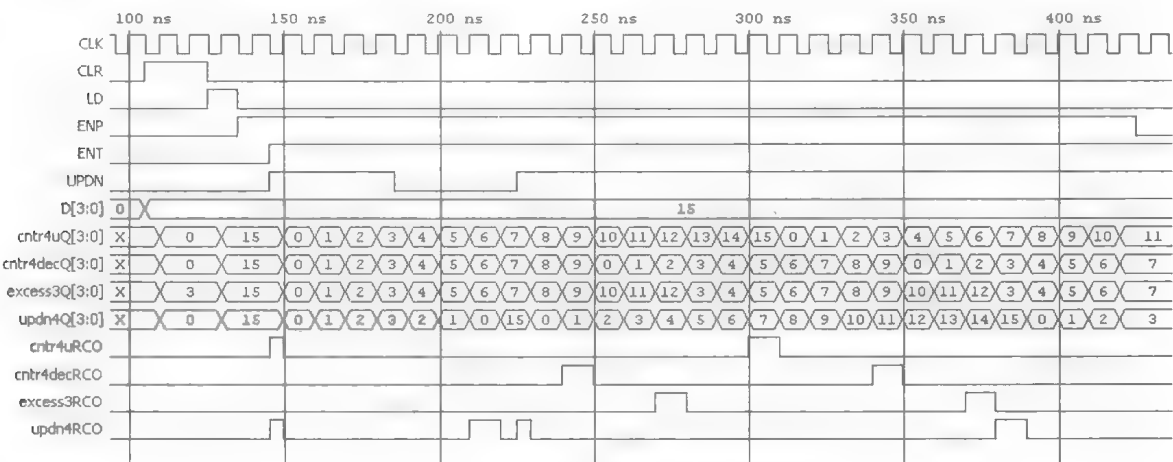 100 ns 150 ns 200 ns 250 ns 300 ns 350 ns 400 ns
CLK
CLR
LD
ENP
ENT
UPDN
D[3:0] 0 15
cntr4uQ[3:0] X 0 15 0 1 2 3 4 5 6 7 8 9 10 11 12 13 14 15 0 1 2 3 4 5 6 7 8 9 10 11
cntr4decQ[3:0] X 0 15 0 1 2 3 4 5 6 7 8 9 0 1 2 3 4 5 6 7 8 9 0 1 2 3 4 5 6 7
excess3Q[3:0] X 3 15 0 1 2 3 4 5 6 7 8 9 10 11 12 3 4 5 6 7 8 9 10 11 12 3 4 5 6 7
updn4Q[3:0] X 0 15 0 1 2 3 2 1 0 15 0 1 2 3 4 5 6 7 8 9 10 11 12 13 14 15 0 1 2 3
cntr4uRCO
cntr4decRCO
excess3RCO
updn4RCO